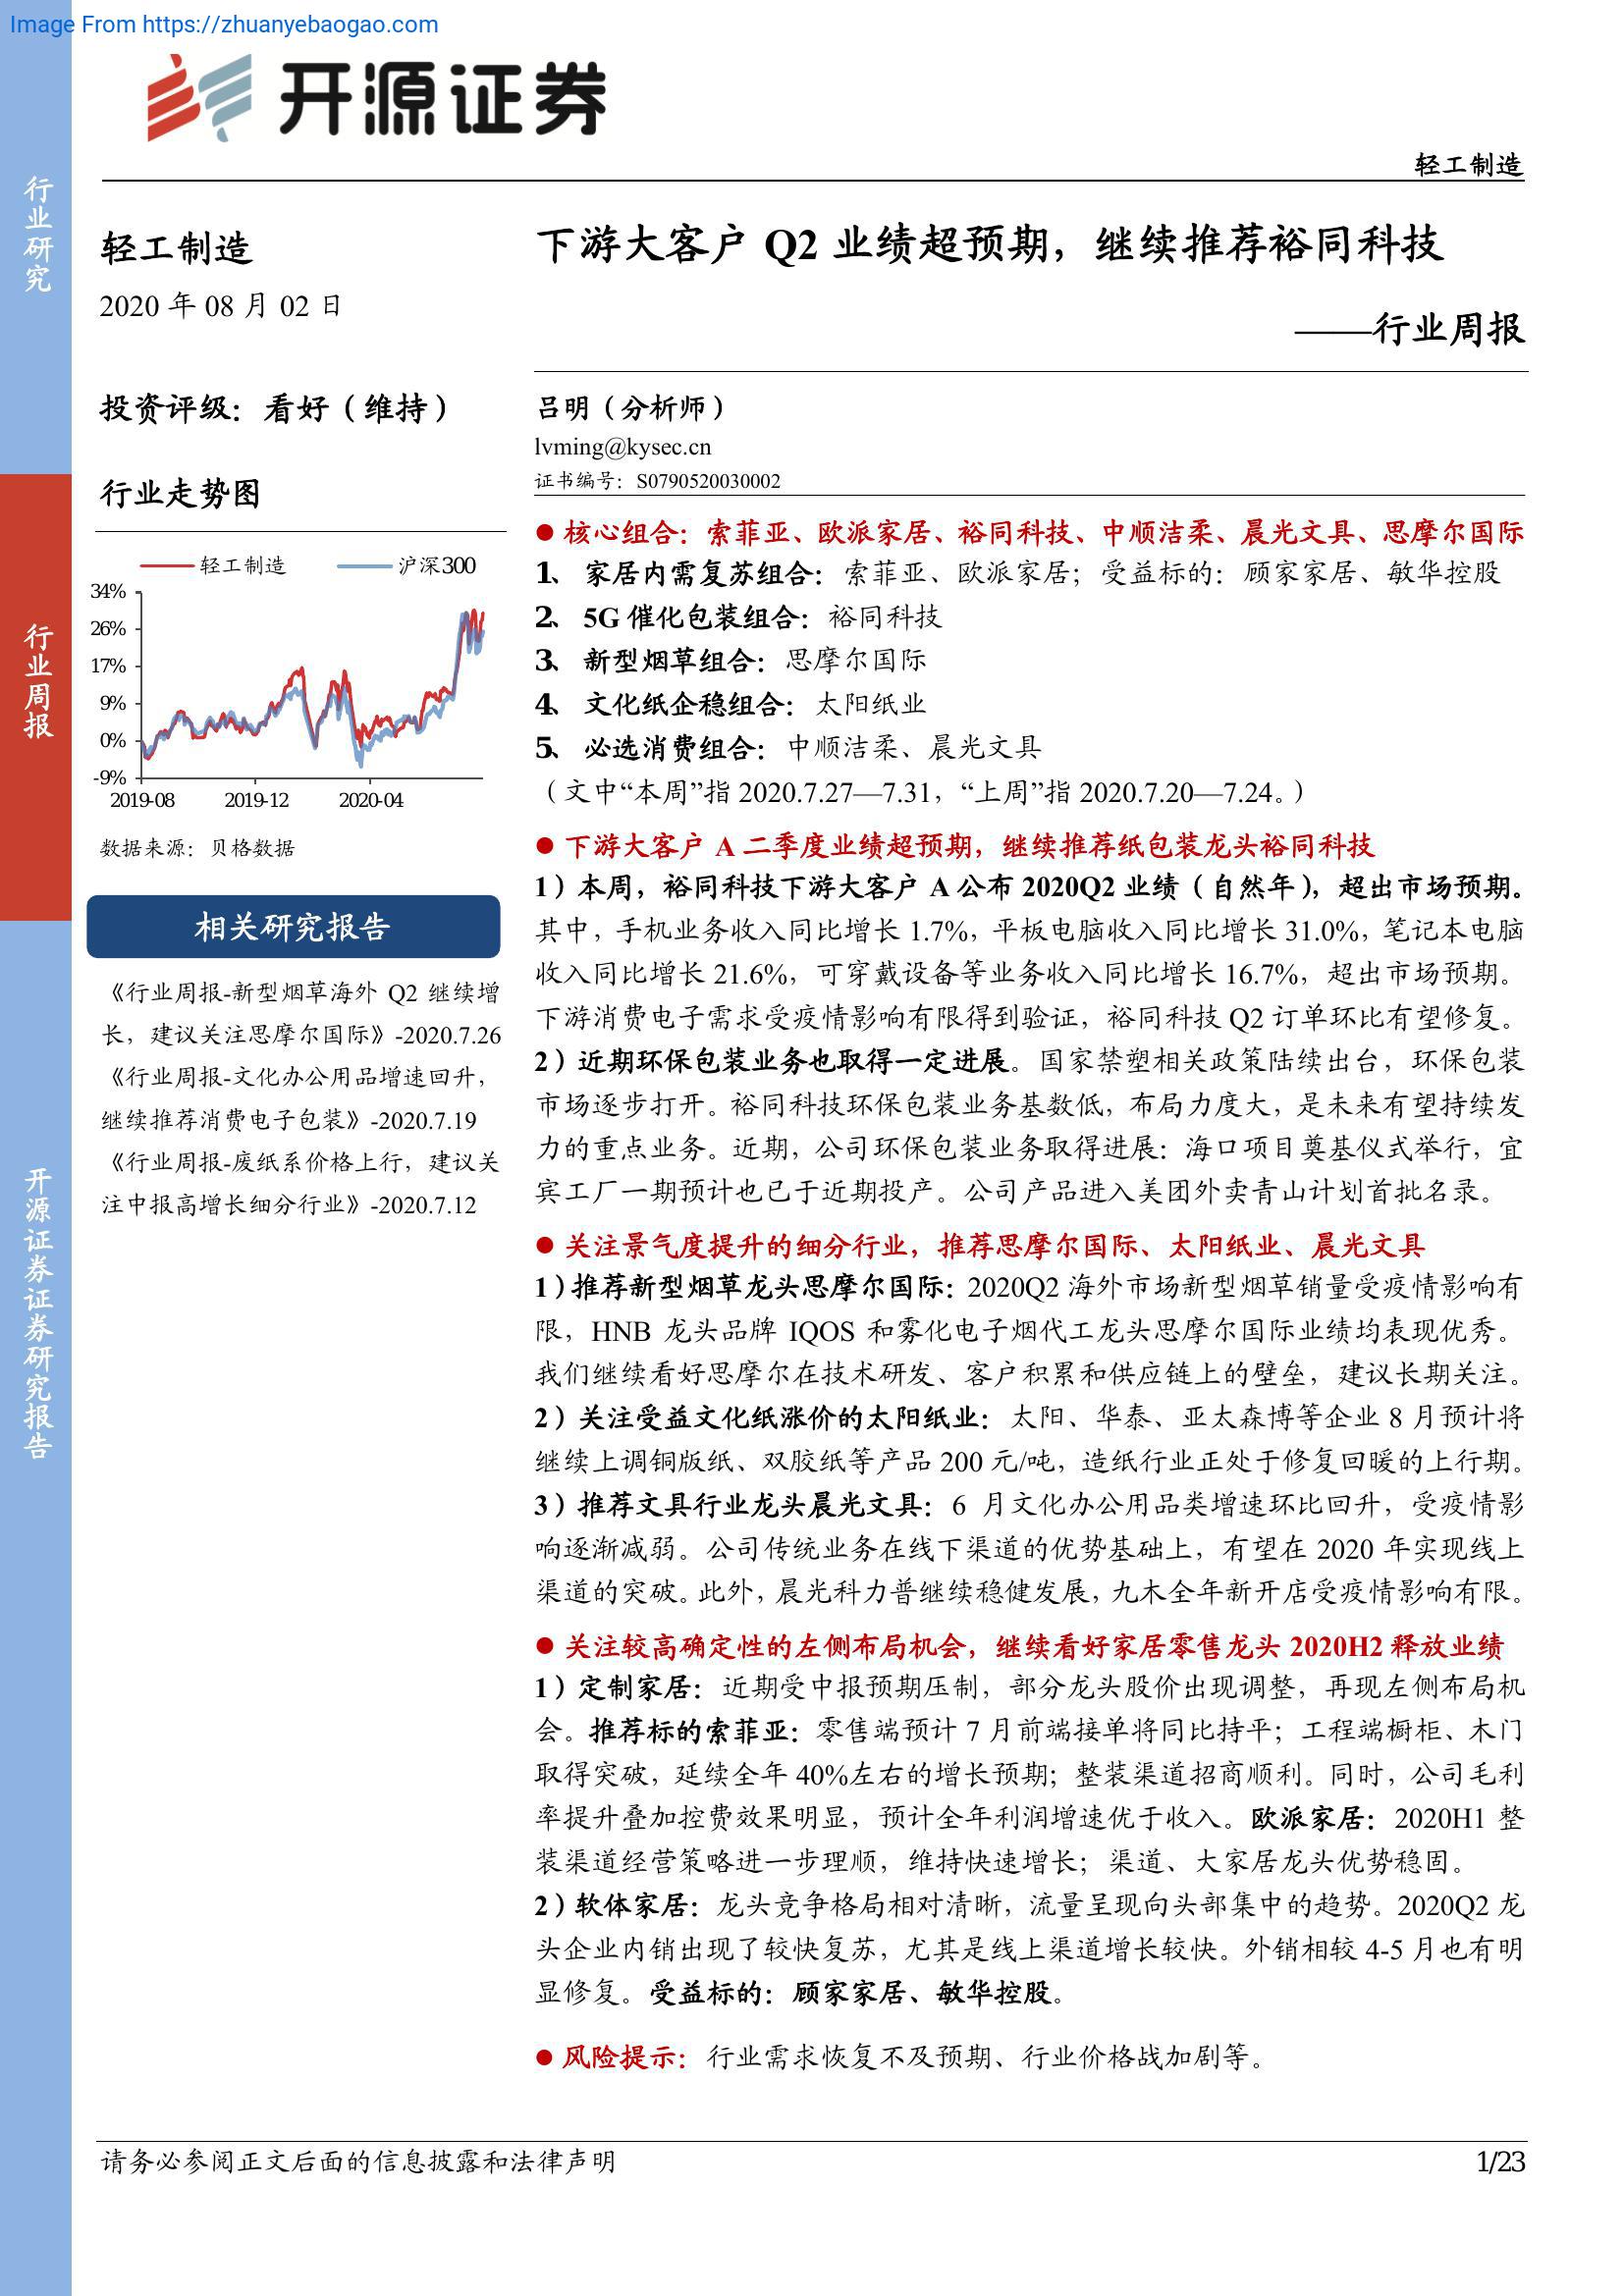 Image From https://zhuanyebaogao.com
开源证券
轻工制造
行业研究
行业周报
开源证券证券研究报告
轻工制造
2020 年 08 月 02 日
投资评级：看好（维持）
行业走势图
轻工制造 沪深300
34%
26%
17%
9%
0%
-9%
2019-08 2019-12 2020-04
数据来源：贝格数据
相关研究报告
《行业周报-新型烟草海外 Q2 继续增
长，建议关注思摩尔国际》-2020.7.26
《行业周报-文化办公用品增速回升，
继续推荐消费电子包装》-2020.7.19
《行业周报-废纸系价格上行，建议关
注中报高增长细分行业》-2020.7.12
下游大客户 Q2 业绩超预期，继续推荐裕同科技
——行业周报
吕明（分析师）
lvming@kysec.cn
证书编号：S0790520030002
● 核心组合：索菲亚、欧派家居、裕同科技、中顺洁柔、晨光文具、思摩尔国际
1、 家居内需复苏组合：索菲亚、欧派家居；受益标的：顾家家居、敏华控股
2、 5G 催化包装组合：裕同科技
3、 新型烟草组合：思摩尔国际
4、 文化纸企稳组合：太阳纸业
5、 必选消费组合：中顺洁柔、晨光文具
（文中“本周”指 2020.7.27—7.31，“上周”指 2020.7.20—7.24。）
● 下游大客户 A 二季度业绩超预期，继续推荐纸包装龙头裕同科技
1）本周，裕同科技下游大客户 A 公布 2020Q2 业绩（自然年），超出市场预期。
其中，手机业务收入同比增长 1.7%，平板电脑收入同比增长 31.0%，笔记本电脑
收入同比增长 21.6%，可穿戴设备等业务收入同比增长 16.7%，超出市场预期。
下游消费电子需求受疫情影响有限得到验证，裕同科技 Q2 订单环比有望修复。
2）近期环保包装业务也取得一定进展。国家禁塑相关政策陆续出台，环保包装
市场逐步打开。裕同科技环保包装业务基数低，布局力度大，是未来有望持续发
力的重点业务。近期，公司环保包装业务取得进展：海口项目奠基仪式举行，宜
宾工厂一期预计也已于近期投产。公司产品进入美团外卖青山计划首批名录。
● 关注景气度提升的细分行业，推荐思摩尔国际、太阳纸业、晨光文具
1）推荐新型烟草龙头思摩尔国际：2020Q2 海外市场新型烟草销量受疫情影响有
限，HNB 龙头品牌 IQOS 和雾化电子烟代工龙头思摩尔国际业绩均表现优秀。
我们继续看好思摩尔在技术研发、客户积累和供应链上的壁垒，建议长期关注。
2）关注受益文化纸涨价的太阳纸业：太阳、华泰、亚太森博等企业 8 月预计将
继续上调铜版纸、双胶纸等产品 200 元/吨，造纸行业正处于修复回暖的上行期。
3）推荐文具行业龙头晨光文具：6 月文化办公用品类增速环比回升，受疫情影
响逐渐减弱。公司传统业务在线下渠道的优势基础上，有望在 2020 年实现线上
渠道的突破。此外，晨光科力普继续稳健发展，九木全年新开店受疫情影响有限。
● 关注较高确定性的左侧布局机会，继续看好家居零售龙头 2020H2 释放业绩
1）定制家居：近期受中报预期压制，部分龙头股价出现调整，再现左侧布局机
会。推荐标的索菲亚：零售端预计 7 月前端接单将同比持平；工程端橱柜、木门
取得突破，延续全年 40%左右的增长预期；整装渠道招商顺利。同时，公司毛利
率提升叠加控费效果明显，预计全年利润增速优于收入。欧派家居：2020H1 整
装渠道经营策略进一步理顺，维持快速增长；渠道、大家居龙头优势稳固。
2）软体家居：龙头竞争格局相对清晰，流量呈现向头部集中的趋势。2020Q2 龙
头企业内销出现了较快复苏，尤其是线上渠道增长较快。外销相较 4-5 月也有明
显修复。受益标的：顾家家居、敏华控股。
● 风险提示：行业需求恢复不及预期、行业价格战加剧等。
请务必参阅正文后面的信息披露和法律声明
1/23